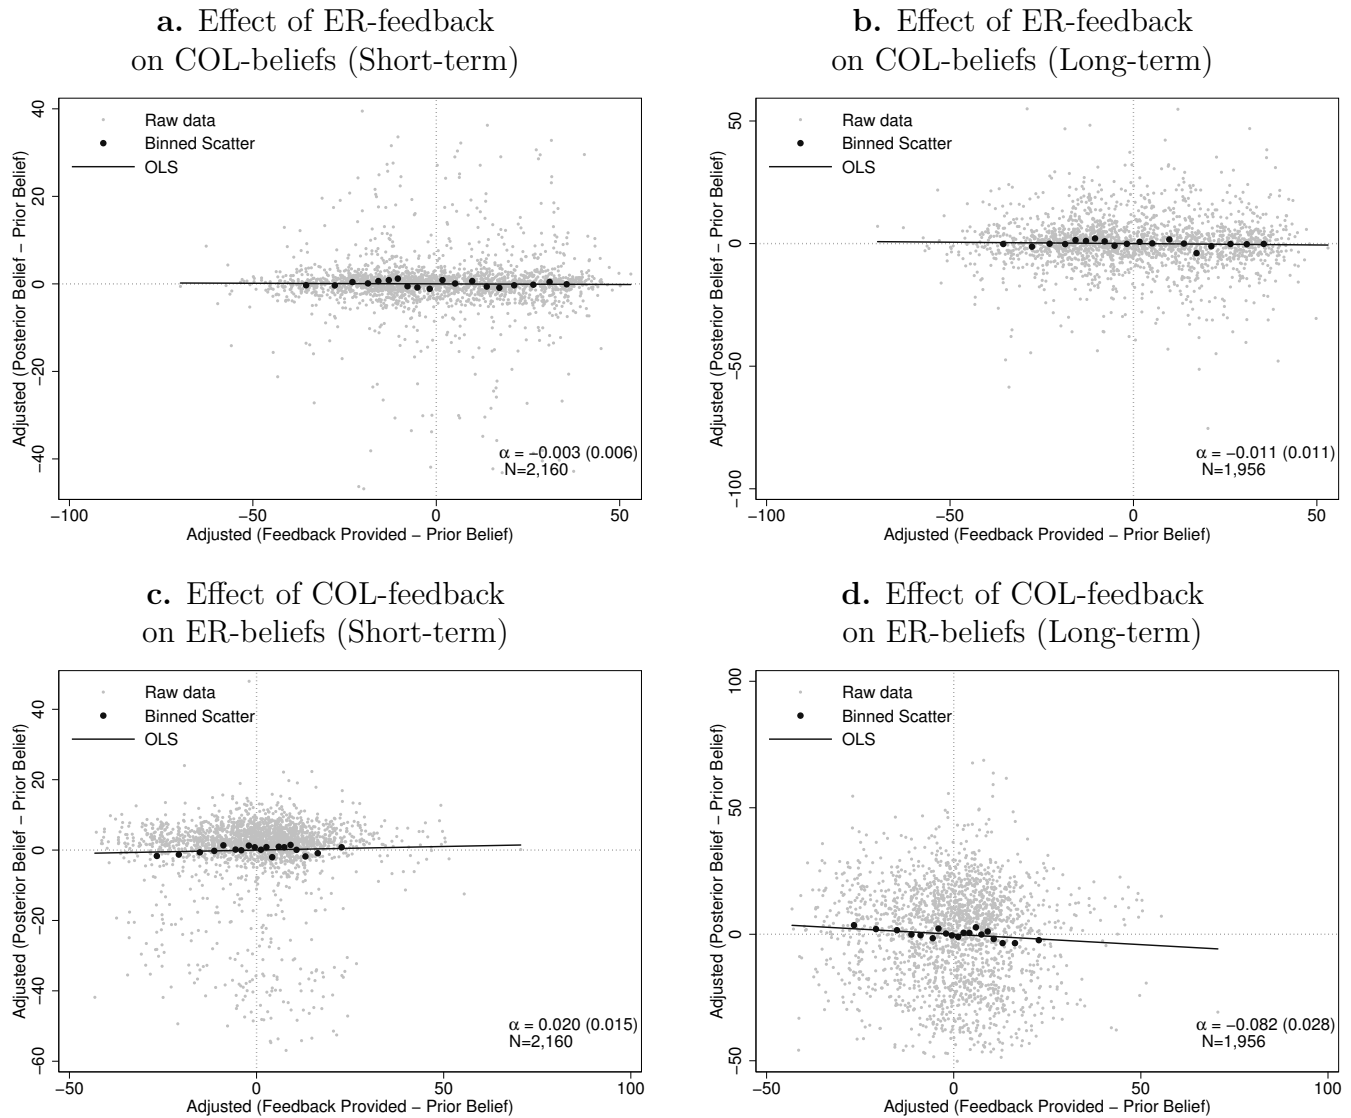 a. Effect of ER-feedback
on COL-beliefs (Short-term)
Adjusted (Posterior Belief − Prior Belief)
40
20
0
−20
−40
Raw data
Binned Scatter
OLS
α = −0.003 (0.006)
N=2,160
−100
−50
0
50
Adjusted (Feedback Provided − Prior Belief)
b. Effect of ER-feedback
on COL-beliefs (Long-term)
Adjusted (Posterior Belief − Prior Belief)
50
0
−50
−100
Raw data
Binned Scatter
OLS
α = −0.011 (0.011)
N=1,956
−100
−50
0
50
Adjusted (Feedback Provided − Prior Belief)
c. Effect of COL-feedback
on ER-beliefs (Short-term)
Adjusted (Posterior Belief − Prior Belief)
40
20
0
−20
−40
−60
Raw data
Binned Scatter
OLS
α = 0.020 (0.015)
N=2,160
−50
0
50
100
Adjusted (Feedback Provided − Prior Belief)
d. Effect of COL-feedback
on ER-beliefs (Long-term)
Adjusted (Posterior Belief − Prior Belief)
100
50
0
−50
Raw data
Binned Scatter
OLS
α = −0.082 (0.028)
N=1,956
−50
0
50
100
Adjusted (Feedback Provided − Prior Belief)